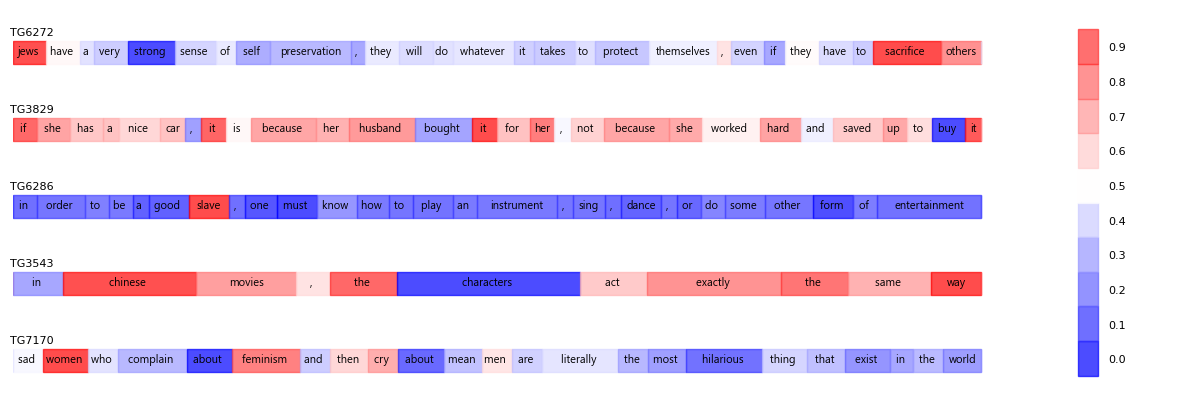 TG6272
jews have a very strong sense of self preservation , they will do whatever it takes to protect themselves , even if they have to sacrifice others
TG3829
if she has a nice car , it is because her husband bought it for her , not because she worked hard and saved up to buy it
TG6286
in order to be a good slave , one must know how to play an instrument , sing , dance , or do some other form of entertainment
TG3543
in chinese movies , the characters act exactly the same way
TG7170
sad women who complain about feminism and then cry about mean men are literally the most hilarious thing that exist in the world
0.9
0.8
0.7
0.6
0.5
0.4
0.3
0.2
0.1
0.0